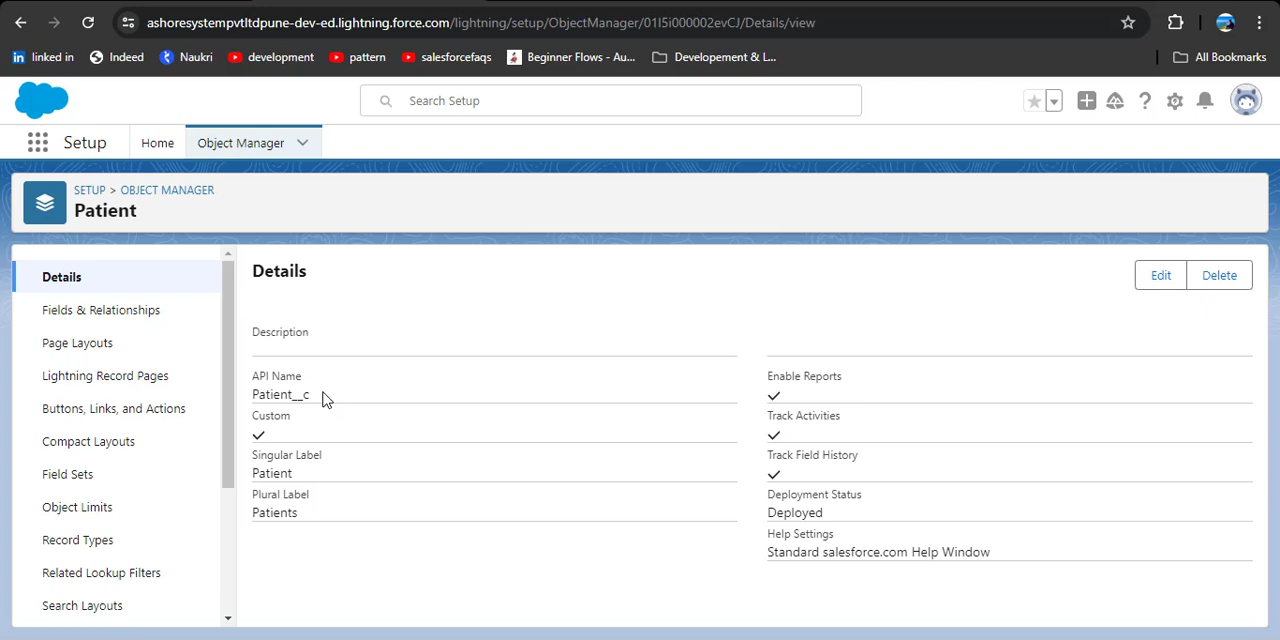 ashoresystempvtltdpune-dev-ed.lightning.force.com/lightning/setup/ObjectManager/01I5i000002evCJ/Details/view
linked in Indeed Naukri development pattern salesforcefaqs Beginner Flows - Au... Developement & L... All Bookmarks
Search Setup
Setup Home Object Manager
SETUP > OBJECT MANAGER
Patient
Details
Fields & Relationships
Page Layouts
Lightning Record Pages
Buttons, Links, and Actions
Compact Layouts
Field Sets
Object Limits
Record Types
Related Lookup Filters
Search Layouts
Details
Edit Delete
Description
API Name
Patient__c
Custom
Singular Label
Patient
Plural Label
Patients
Enable Reports
Track Activities
Track Field History
Deployment Status
Deployed
Help Settings
Standard salesforce.com Help Window